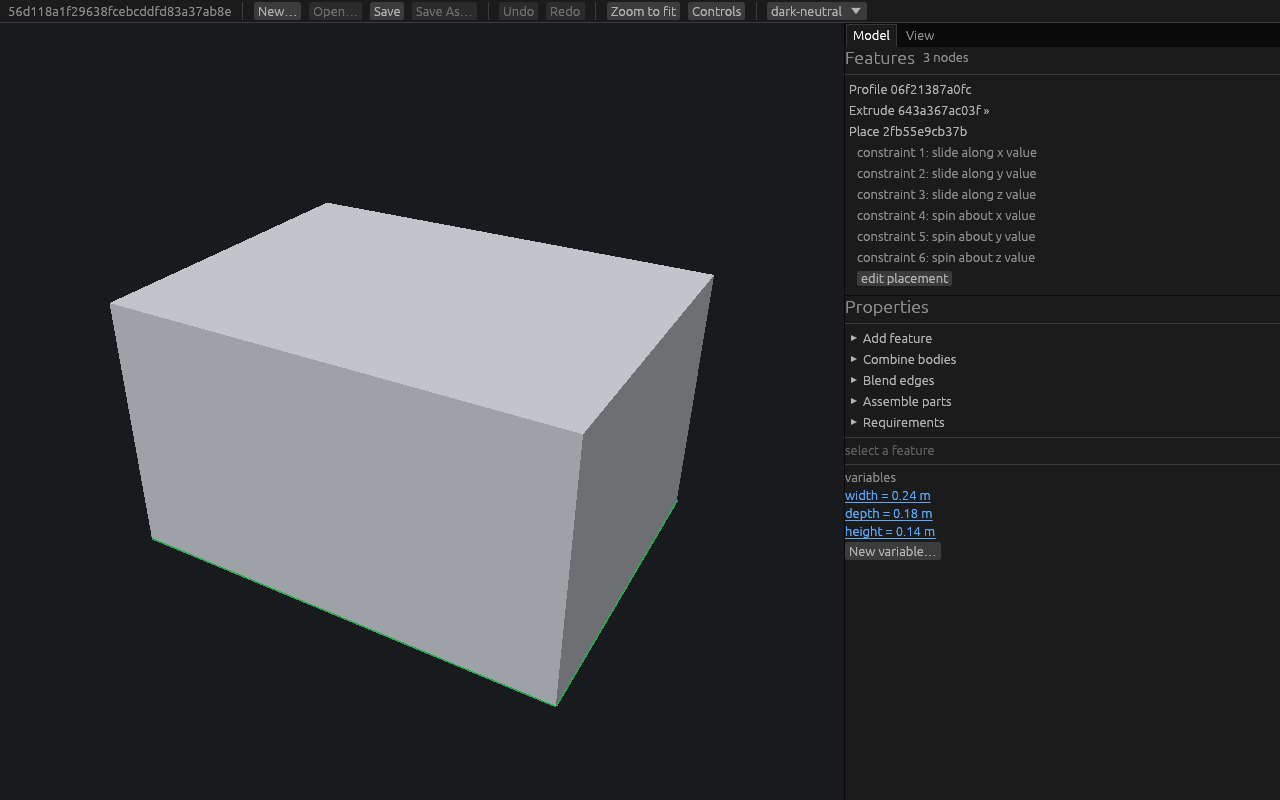 56d118a1f29638fcebcddfd83a37ab8e New… Open… Save Save As… Undo Redo Zoom to fit Controls dark-neutral
Model View
Features 3 nodes
Profile 06f21387a0fc
Extrude 643a367ac03f »
Place 2fb55e9cb37b
constraint 1: slide along x value
constraint 2: slide along y value
constraint 3: slide along z value
constraint 4: spin about x value
constraint 5: spin about y value
constraint 6: spin about z value
edit placement
Properties
Add feature
Combine bodies
Blend edges
Assemble parts
Requirements
select a feature
variables
width = 0.24 m
depth = 0.18 m
height = 0.14 m
New variable…